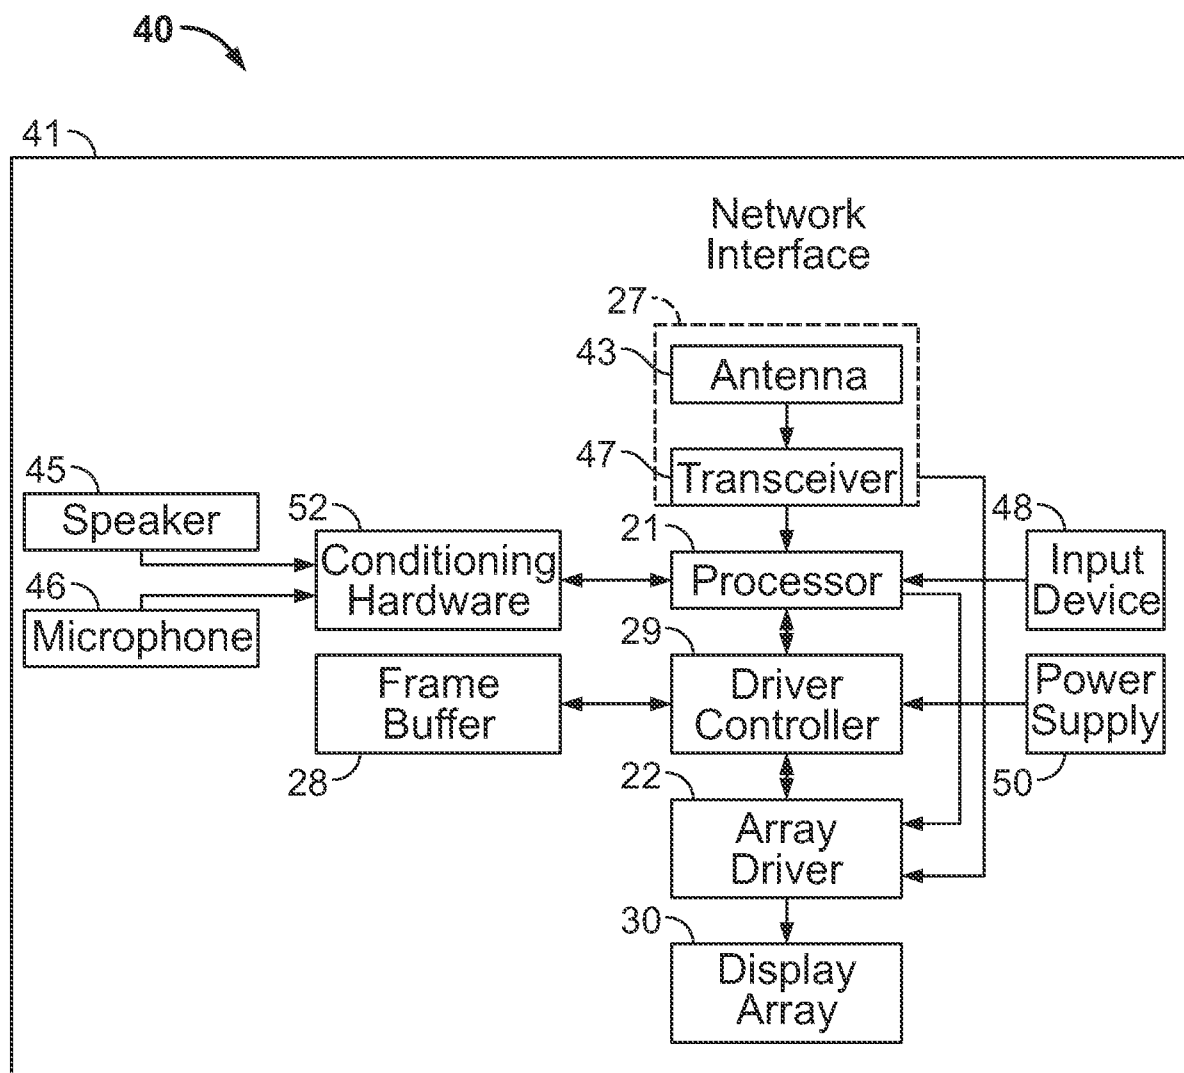 40
41
Network
Interface
27
43
Antenna
47
Transceiver
45
Speaker
52
Conditioning
Hardware
21
Processor
48
Input
Device
46
Microphone
29
Driver
Controller
Frame
Buffer
28
Power
Supply
50
22
Array
Driver
30
Display
Array